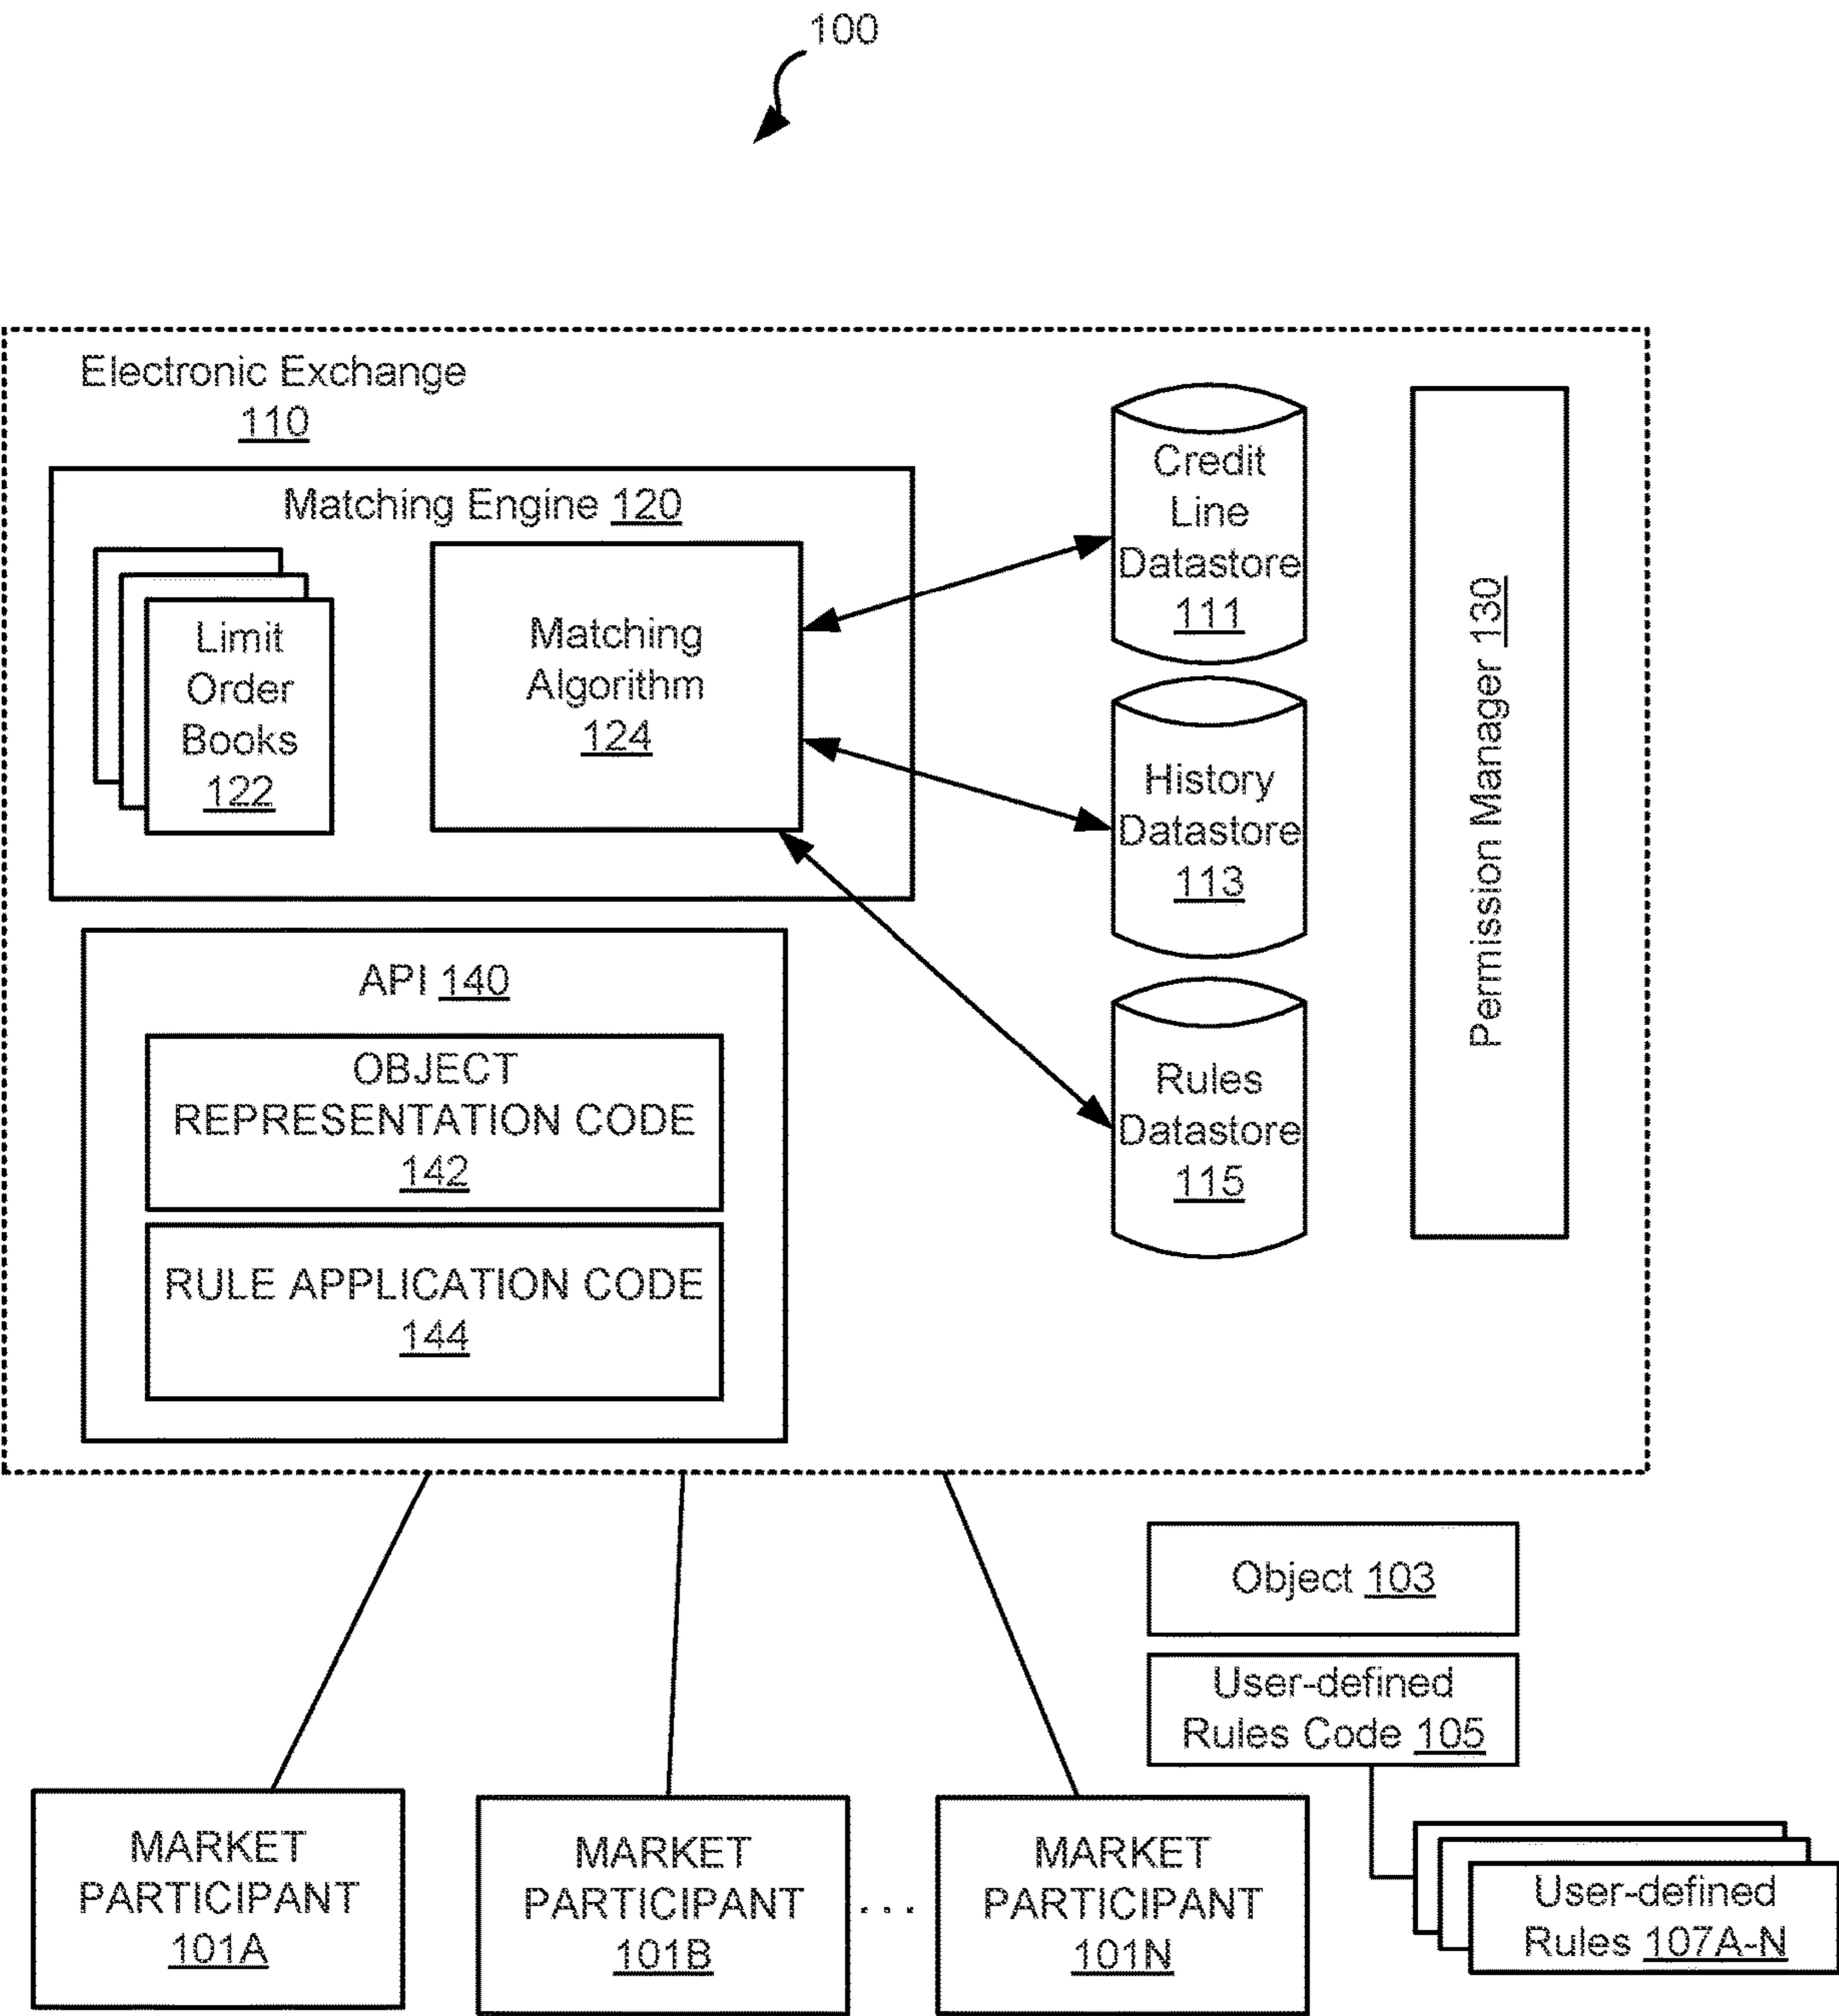 100
Electronic Exchange
110
Matching Engine 120
Limit
Order
Books
122
Matching
Algorithm
124
Credit
Line
Datastore
111
History
Datastore
113
Rules
Datastore
115
Permission Manager 130
API 140
OBJECT
REPRESENTATION CODE
142
RULE APPLICATION CODE
144
Object 103
User-defined
Rules Code 105
User-defined
Rules 107A-N
MARKET
PARTICIPANT
101A
MARKET
PARTICIPANT
101B
...
MARKET
PARTICIPANT
101N